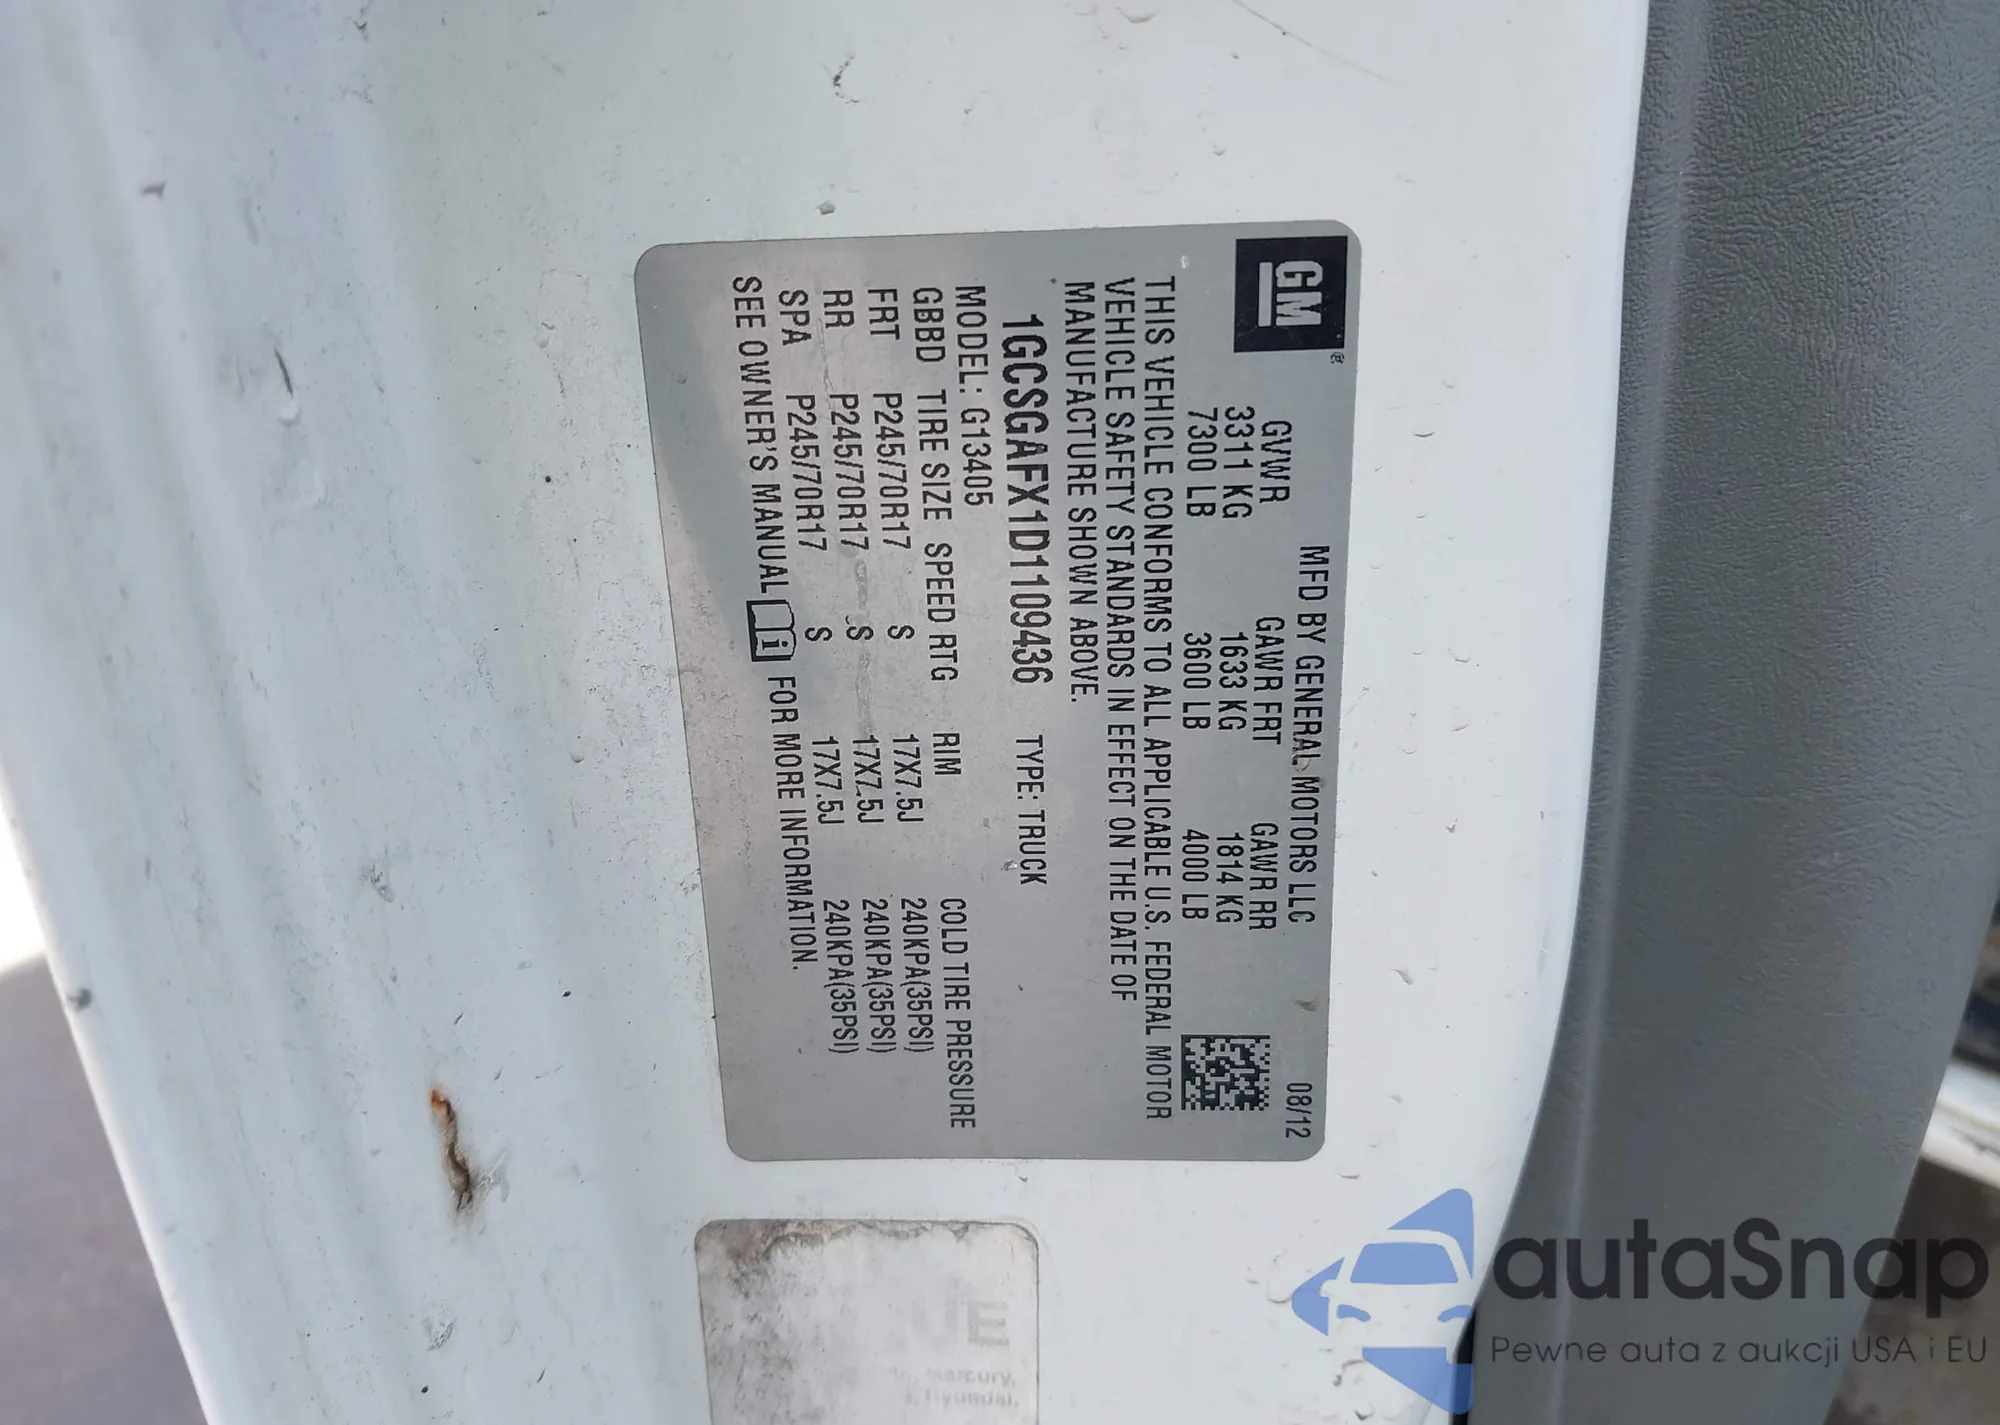 GM
®
MFD BY GENERAL MOTORS LLC 08/12
GVWR GAWR FRT GAWR RR
3311 KG 1633 KG 1814 KG
7300 LB 3600 LB 4000 LB
THIS VEHICLE CONFORMS TO ALL APPLICABLE U.S. FEDERAL MOTOR
VEHICLE SAFETY STANDARDS IN EFFECT ON THE DATE OF
MANUFACTURE SHOWN ABOVE.
1GCSGAFX1D1109436 TYPE: TRUCK
MODEL: G13405
GBBD TIRE SIZE SPEED RTG RIM COLD TIRE PRESSURE
FRT P245/70R17 S 17X7.5J 240KPA(35PSI)
RR P245/70R17 S 17X7.5J 240KPA(35PSI)
SPA P245/70R17 S 17X7.5J 240KPA(35PSI)
SEE OWNER'S MANUAL i FOR MORE INFORMATION.
Mercury,
Hyundai,
autaSnap
Pewne auta z aukcji USA i EU